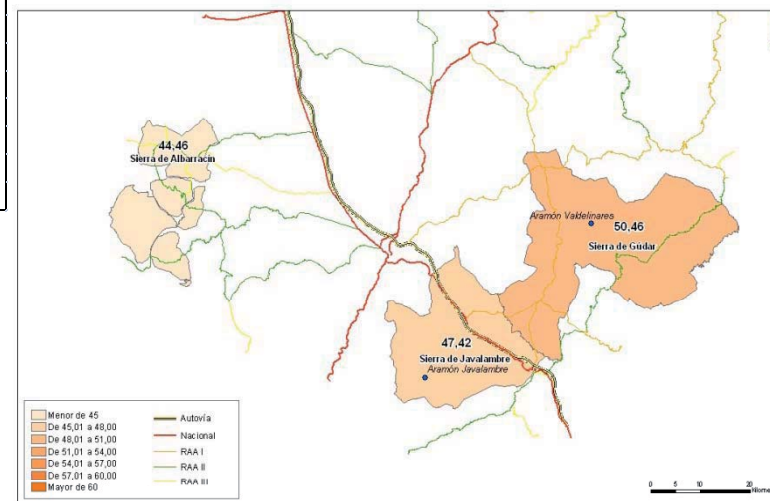 44,46
Sierra de Albarracín
Aramón Valdelinares
50,46
Sierra de Gúdar
47,42
Sierra de Javalambre
Aramón Javalambre
Menor de 45
De 45,01 a 48,00
De 48,01 a 51,00
De 51,01 a 54,00
De 54,01 a 57,00
De 57,01 a 60,00
Mayor de 60
Autovía
Nacional
RAA I
RAA II
RAA III
0 5 10 20